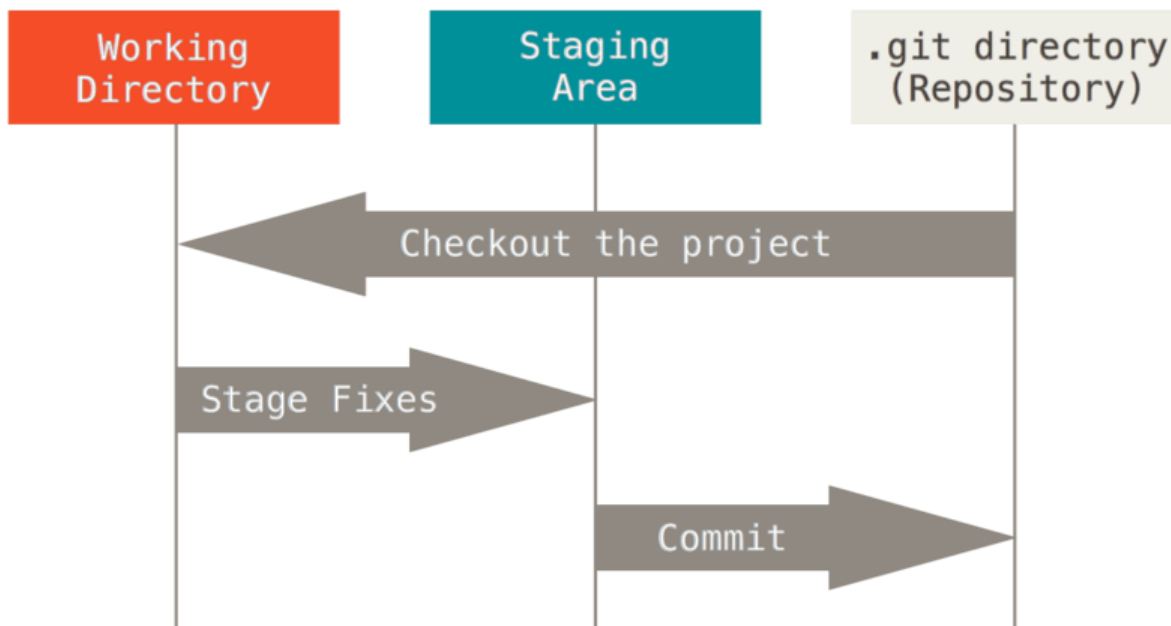 Working
Directory
Staging
Area
.git directory
(Repository)
Checkout the project
Stage Fixes
Commit